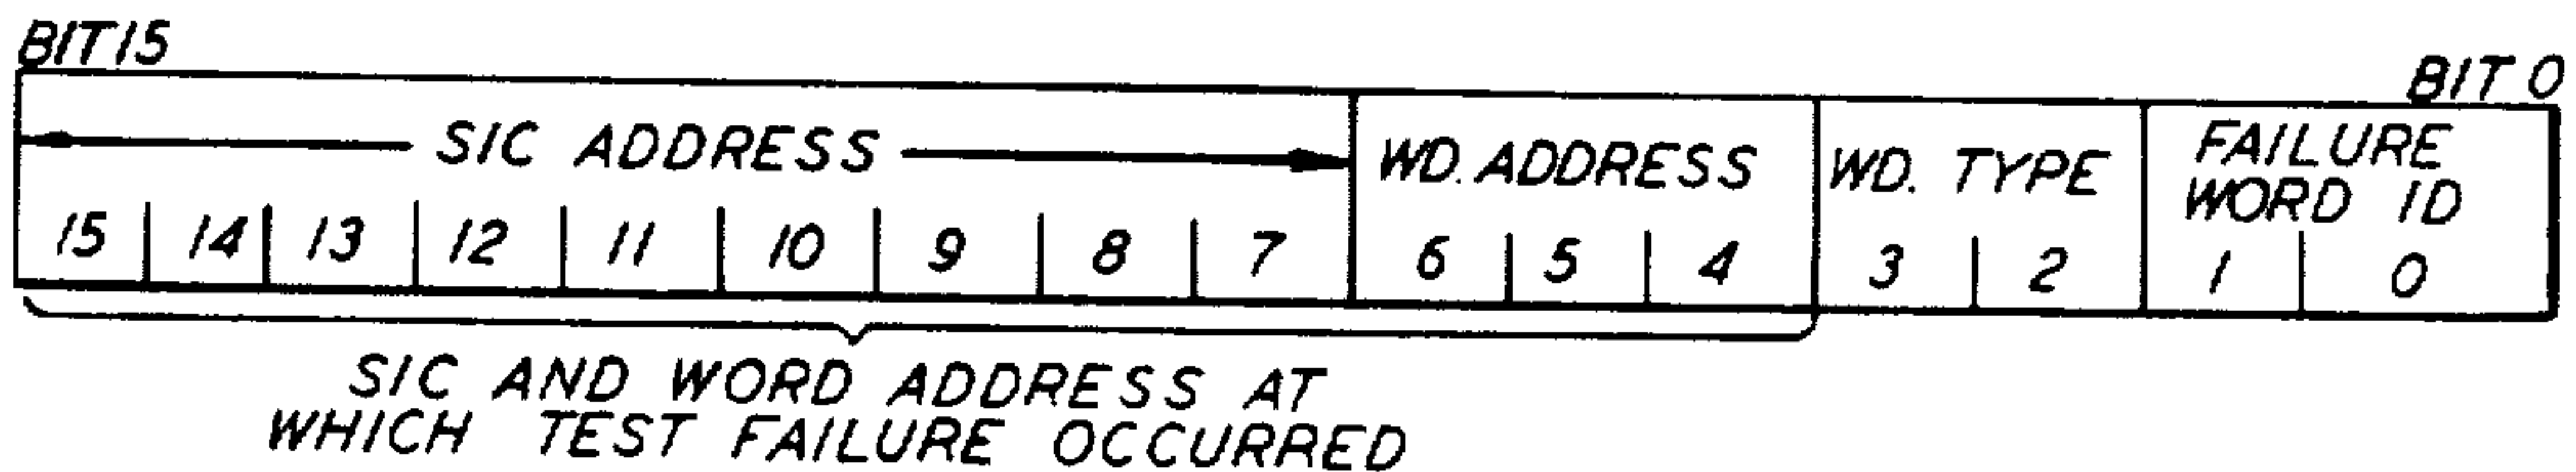 BIT 15
BIT 0
SIC ADDRESS
WD. ADDRESS
WD. TYPE
FAILURE
WORD ID
15 14 13 12 11 10 9 8 7 6 5 4 3 2 1 0
SIC AND WORD ADDRESS AT
WHICH TEST FAILURE OCCURRED